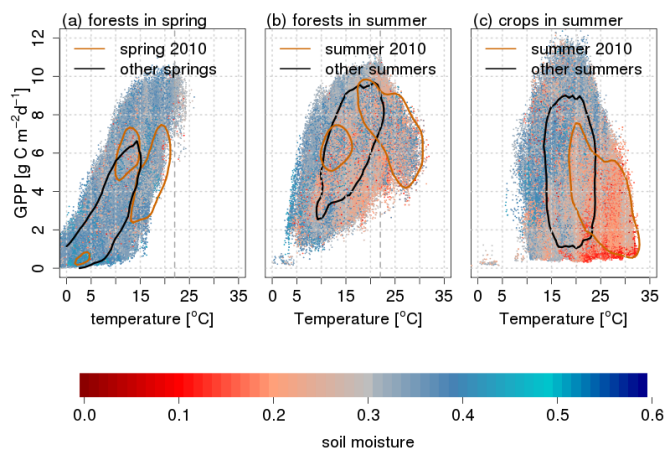 (a) forests in spring
(b) forests in summer
(c) crops in summer
spring 2010
other springs
summer 2010
other summers
summer 2010
other summers
GPP [g C m⁻²d⁻¹]
12
10
8
6
4
2
0
0 5 15 25 35
0 5 15 25 35
0 5 15 25 35
temperature [°C]
Temperature [°C]
Temperature [°C]
0.0 0.1 0.2 0.3 0.4 0.5 0.6
soil moisture